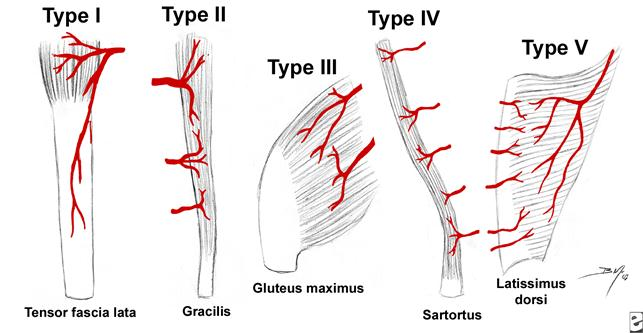 Type I
Type II
Type III
Type IV
Type V
Tensor fascia lata
Gracilis
Gluteus maximus
Sartortus
Latissimus
dorsi